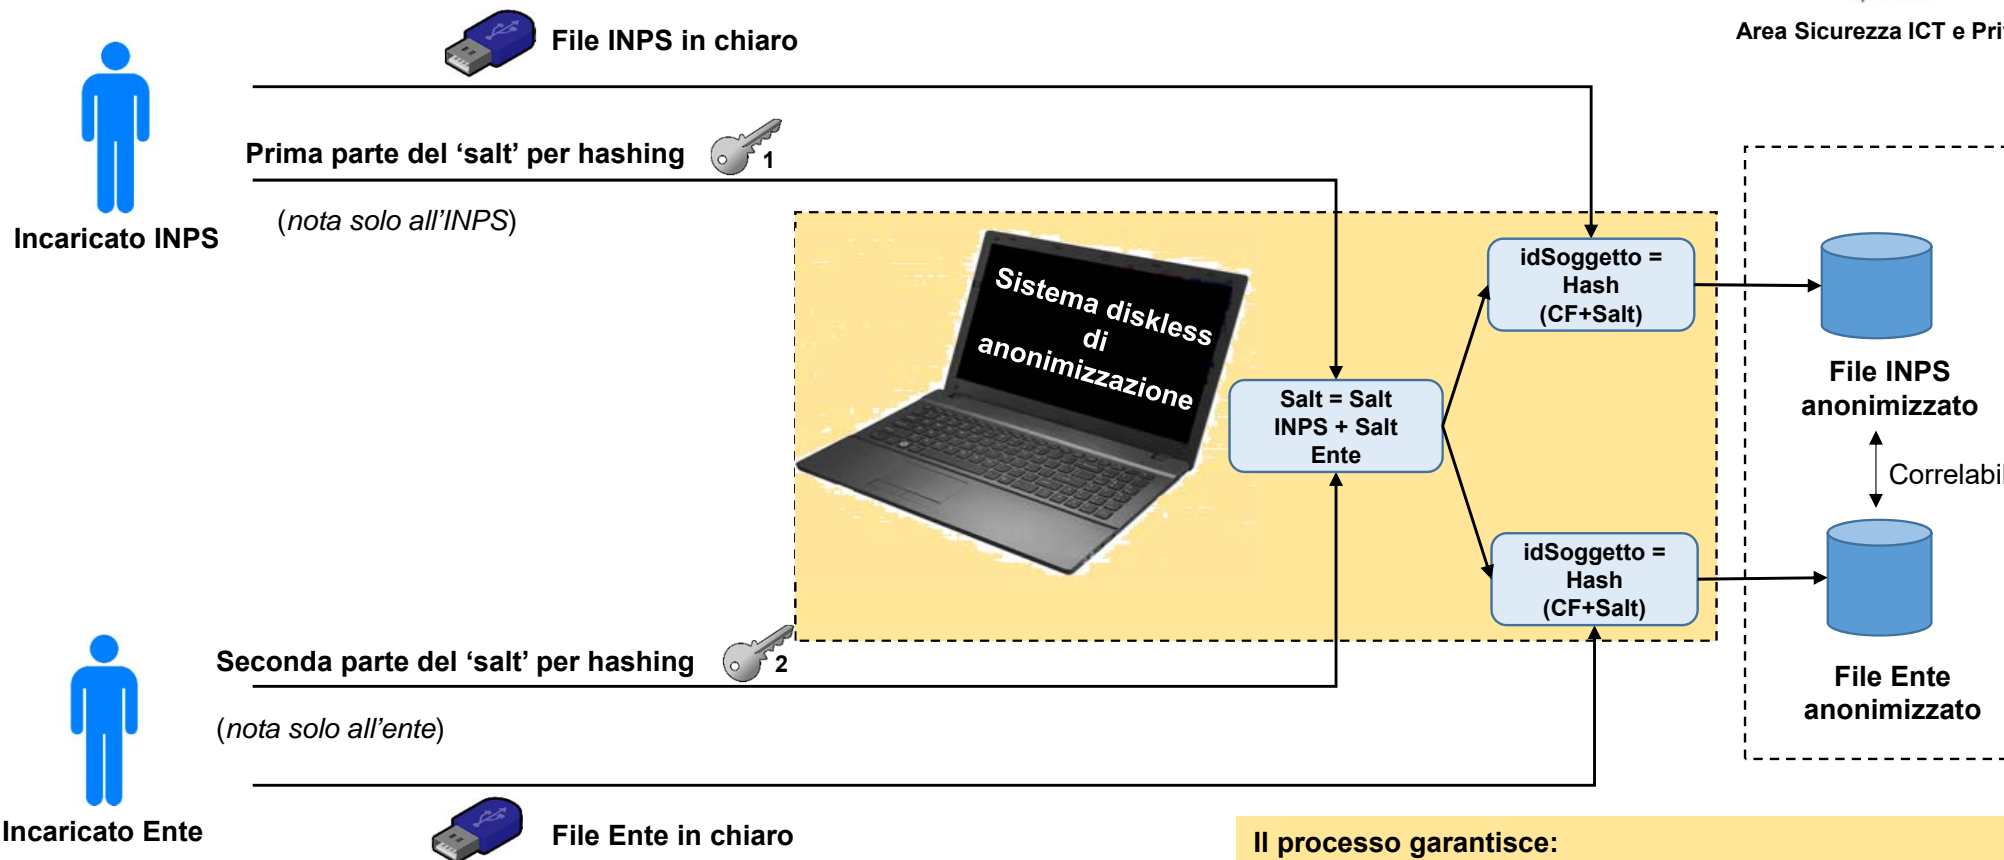 File INPS in chiaro
Area Sicurezza ICT e
Prima parte del ‘salt’ per hashing
1
(nota solo all’INPS)
Incaricato INPS
Sistema diskless
di
anonimizzazione
idSoggetto =
Hash
(CF+Salt)
Salt = Salt
INPS + Salt
Ente
File INPS
anonimizzato
idSoggetto =
Hash
(CF+Salt)
File Ente
anonimizzato
Seconda parte del ‘salt’ per hashing
2
(nota solo all’ente)
Incaricato Ente
File Ente in chiaro
Il processo garantisce: